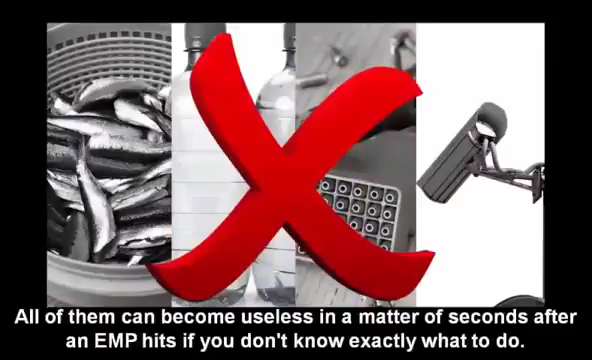 All of them can become useless in a matter of seconds after
an EMP hits if you don't know exactly what to do.